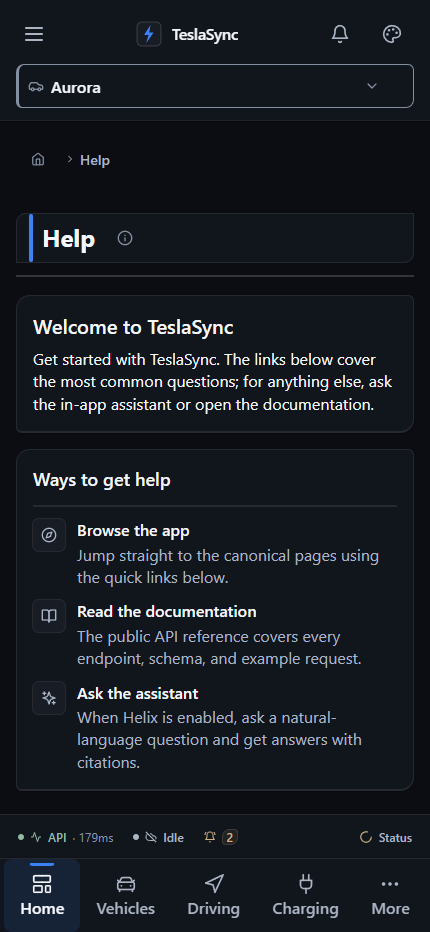 TeslaSync
Aurora
Help
Help
Welcome to TeslaSync
Get started with TeslaSync. The links below cover
the most common questions; for anything else, ask
the in-app assistant or open the documentation.
Ways to get help
Browse the app
Jump straight to the canonical pages using
the quick links below.
Read the documentation
The public API reference covers every
endpoint, schema, and example request.
Ask the assistant
When Helix is enabled, ask a natural-
language question and get answers with
citations.
API · 179ms Idle 2 Status
Home Vehicles Driving Charging More